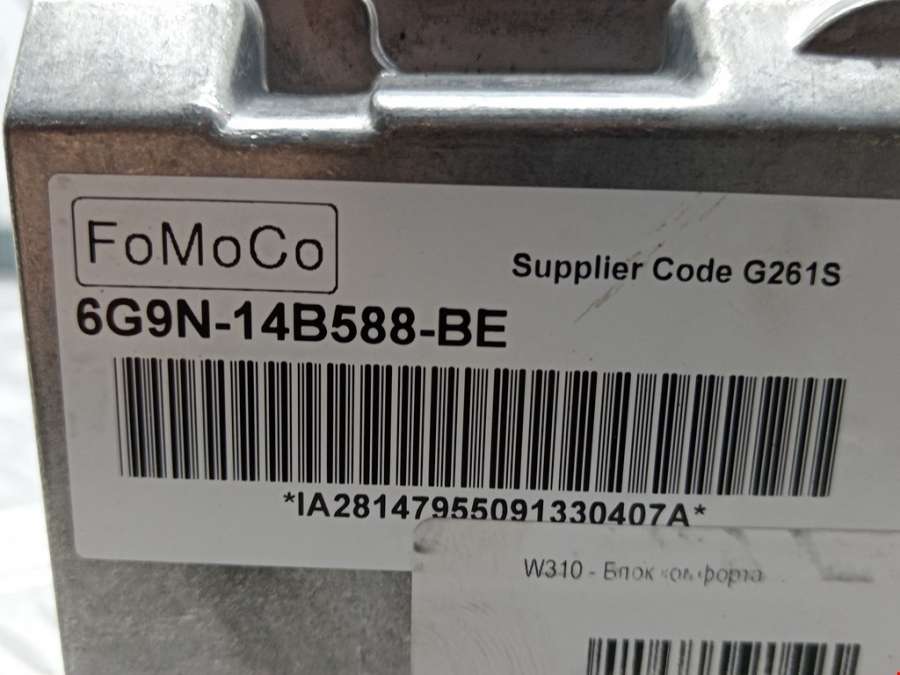 FoMoCo
Supplier Code G261S
6G9N-14B588-BE
*IA28147955091330407A*
W310 - Блок комфорта